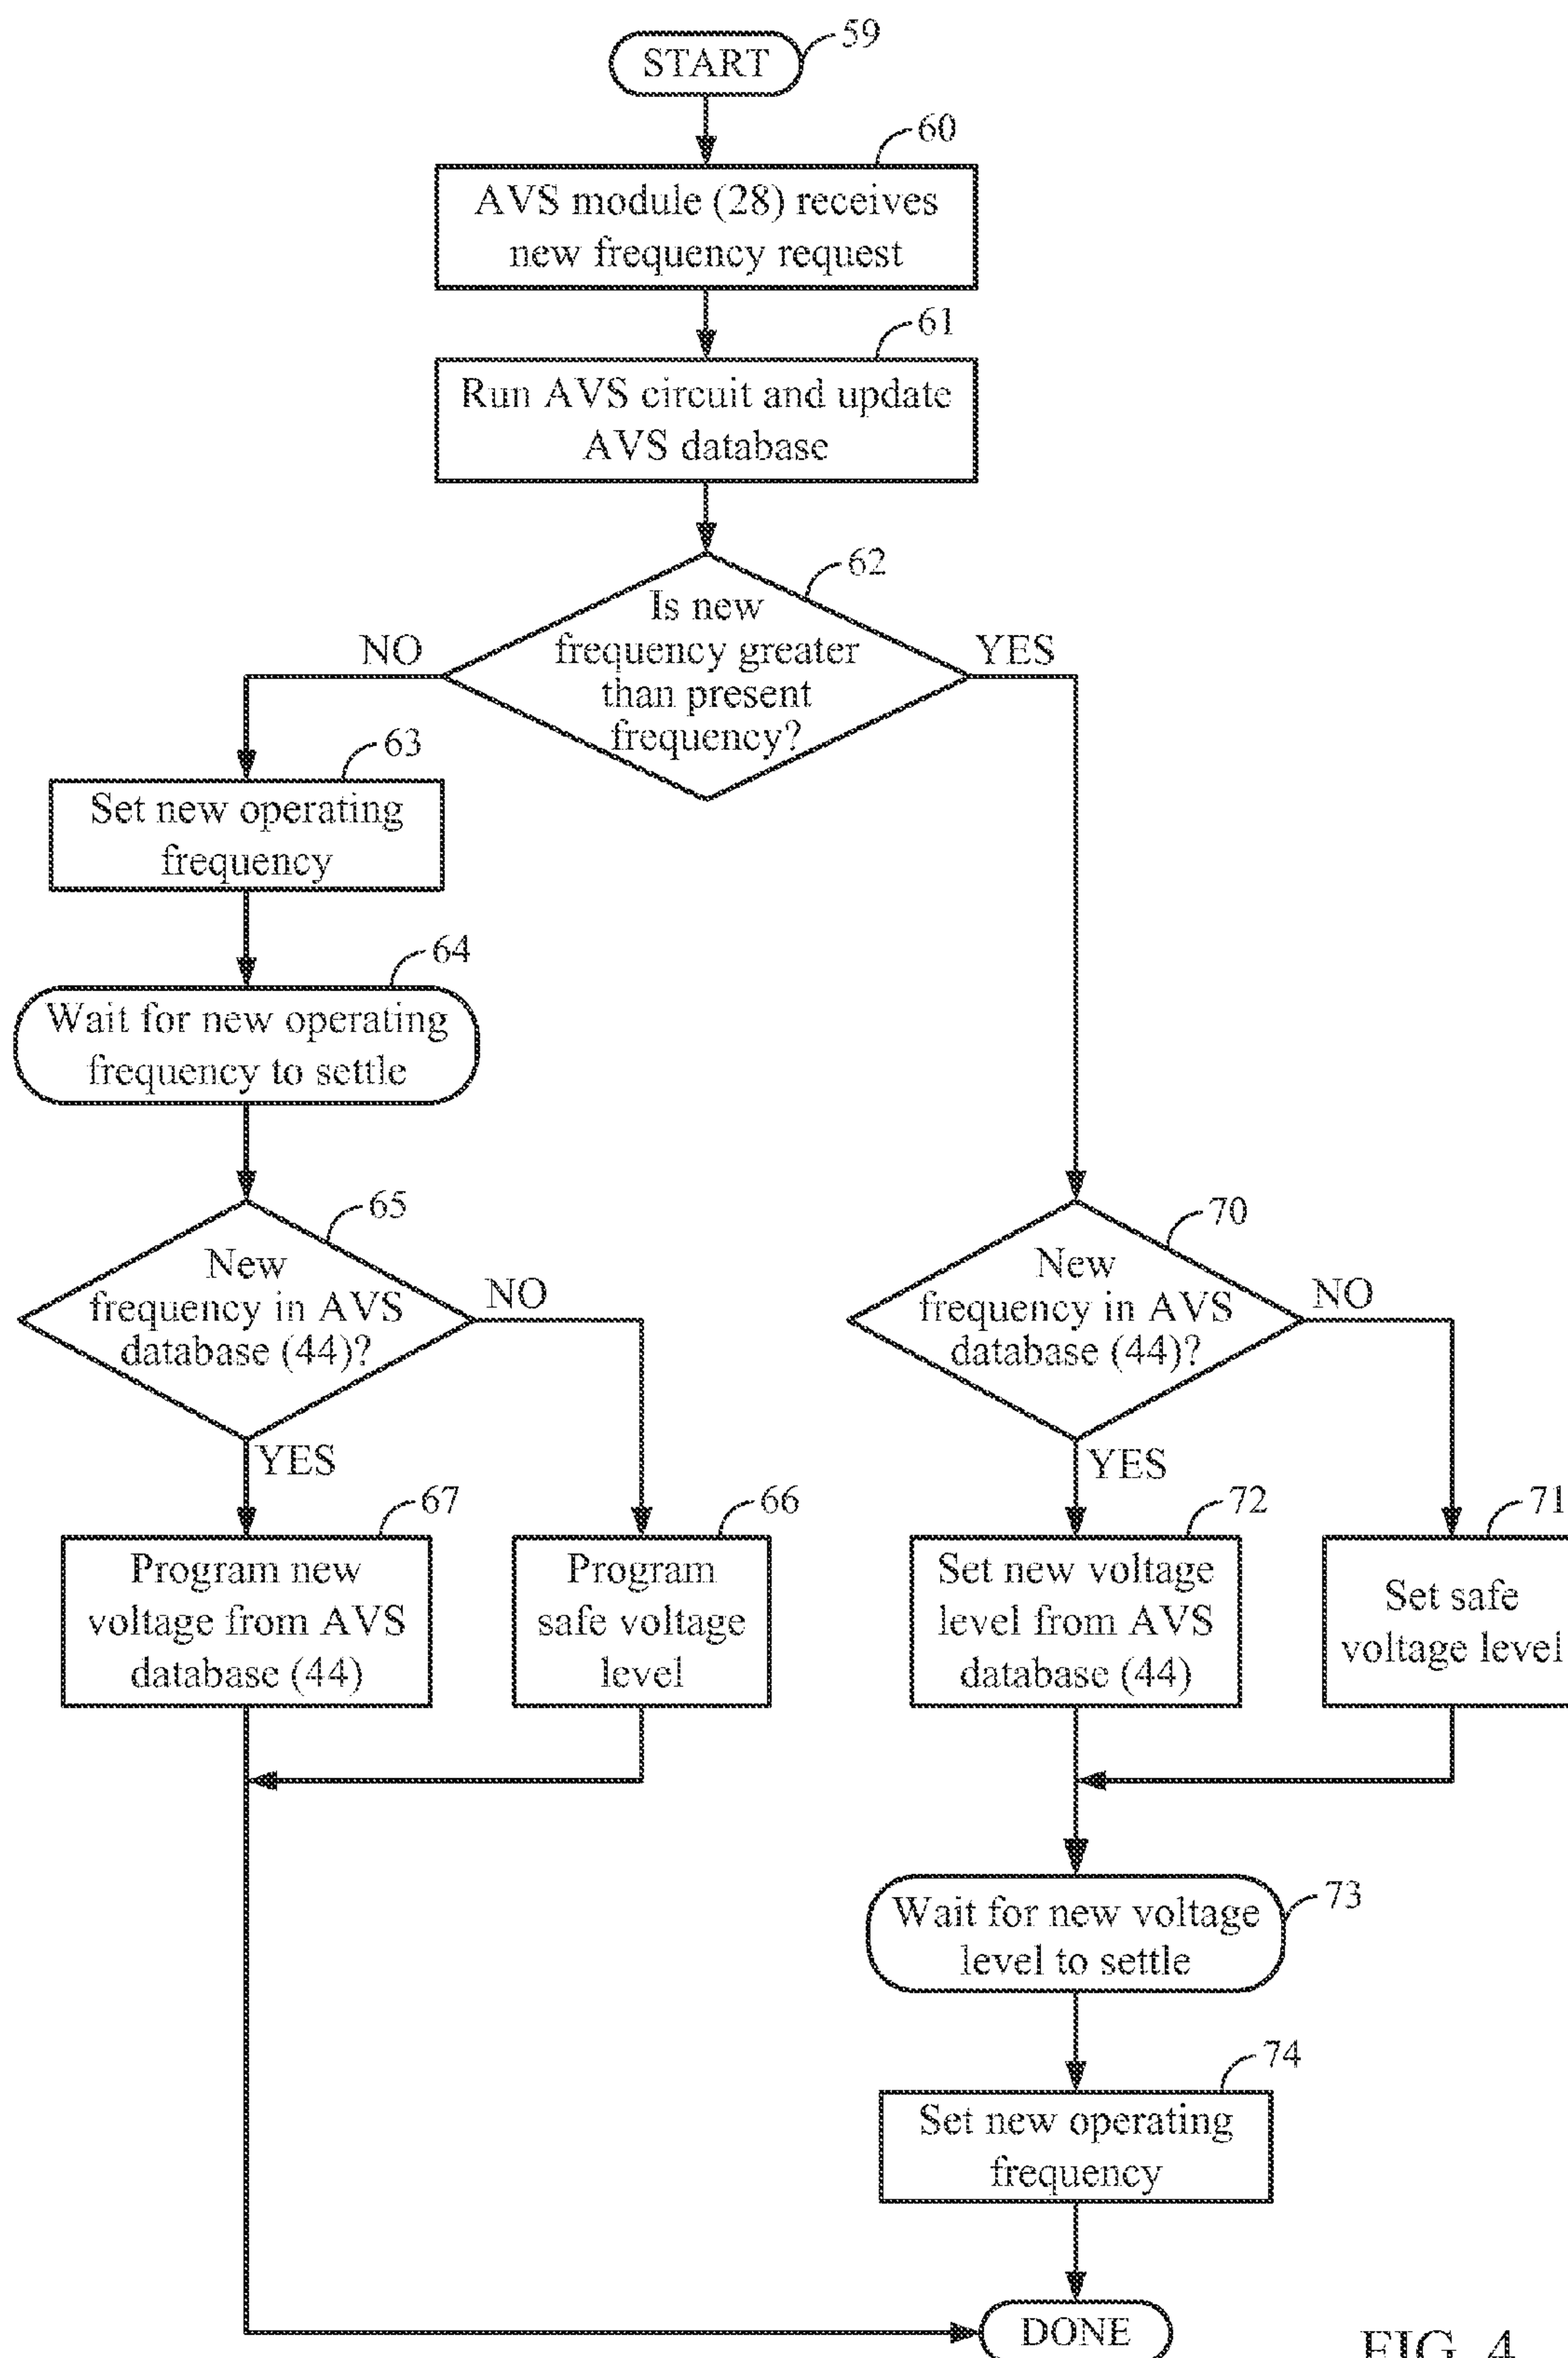 START
59
60
AVS module (28) receives
new frequency request
61
Run AVS circuit and update
AVS database
62
Is new
frequency greater
than present
frequency?
NO
YES
63
Set new operating
frequency
64
Wait for new operating
frequency to settle
65
New
frequency in AVS
database (44)?
NO
YES
70
New
frequency in AVS
database (44)?
NO
YES
67
Program new
voltage from AVS
database (44)
66
Program
safe voltage
level
72
Set new voltage
level from AVS
database (44)
71
Set safe
voltage level
73
Wait for new voltage
level to settle
74
Set new operating
frequency
DONE
FIG. 4